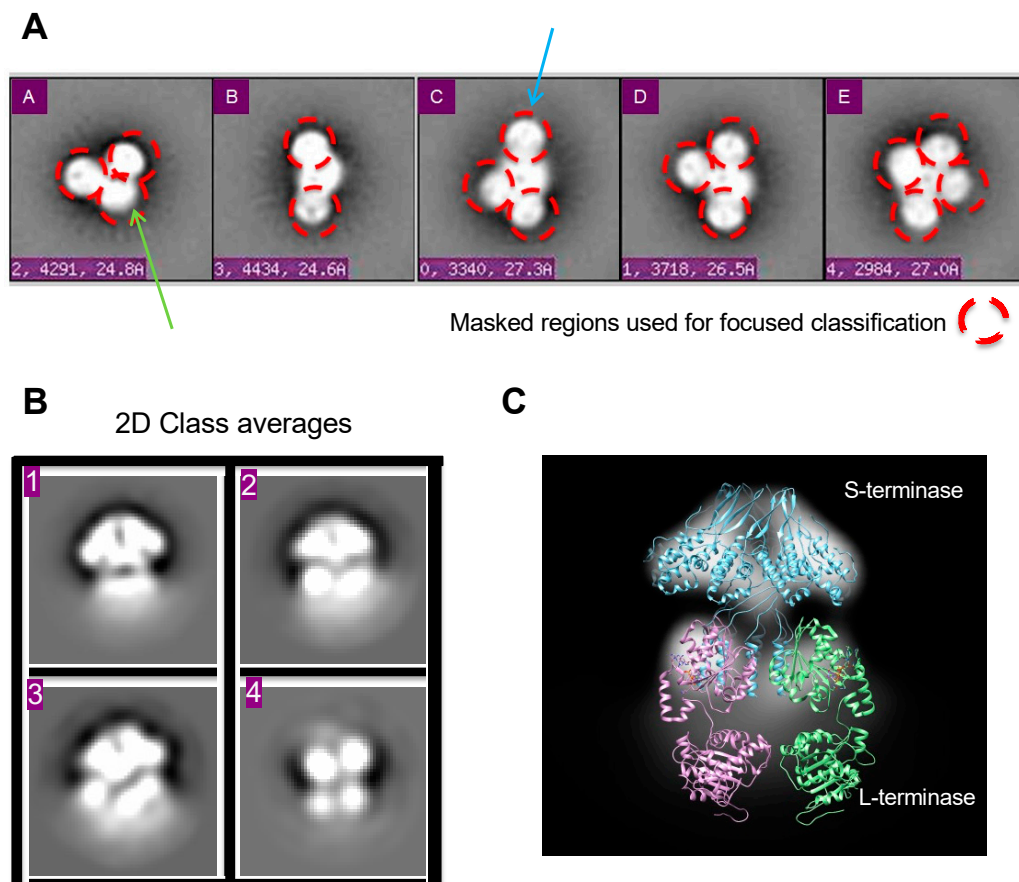 A
A
B
C
D
E
2, 4291, 24.8A
3, 4434, 24.6A
0, 3340, 27.3A
1, 3718, 26.5A
4, 2984, 27.0A
Masked regions used for focused classification
B
2D Class averages
1
2
3
4
C
S-terminase
L-terminase